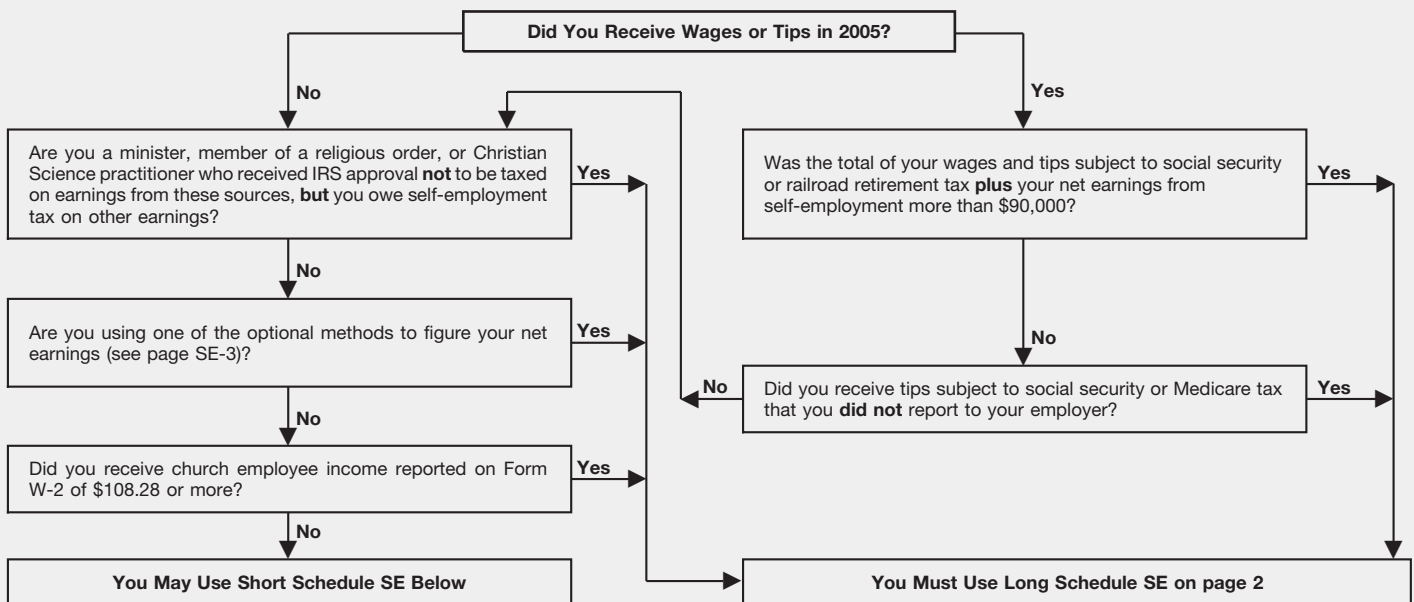 Did You Receive Wages or Tips in 2005?
No
Yes
Are you a minister, member of a religious order, or Christian
Science practitioner who received IRS approval not to be taxed
on earnings from these sources, but you owe self-employment
tax on other earnings?
Yes
Was the total of your wages and tips subject to social security
or railroad retirement tax plus your net earnings from
self-employment more than $90,000?
Yes
No
Are you using one of the optional methods to figure your net
earnings (see page SE-3)?
Yes
No
No
Did you receive tips subject to social security or Medicare tax
that you did not report to your employer?
Yes
No
Did you receive church employee income reported on Form
W-2 of $108.28 or more?
Yes
No
You May Use Short Schedule SE Below
You Must Use Long Schedule SE on page 2